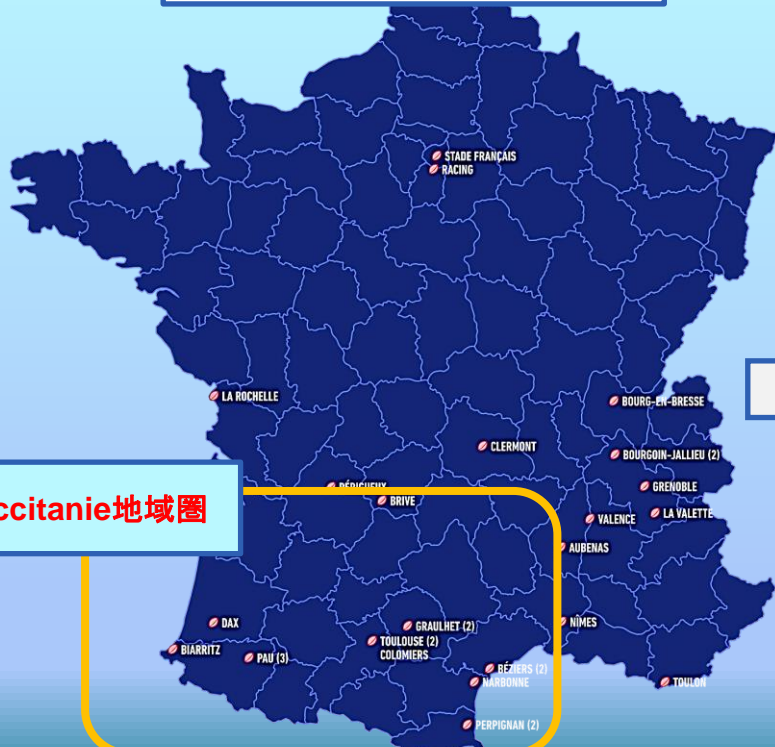 STADE FRANÇAIS
RACING
LA ROCHELLE
BOURG-EN-BRESSE
CLERMONT
BOURGOIN-JALLIEU (2)
PÉRIGUEUX
GRENOBLE
BRIVE
ccitanie地域圏
LA VALETTE
VALENCE
AUBENAS
DAX
GRAULHET (2)
NÎMES
TOULOUSE (2)
COLOMIERS
BIARRITZ
PAU (3)
BÉZIERS (2)
NARBONNE
TOULON
PERPIGNAN (2)